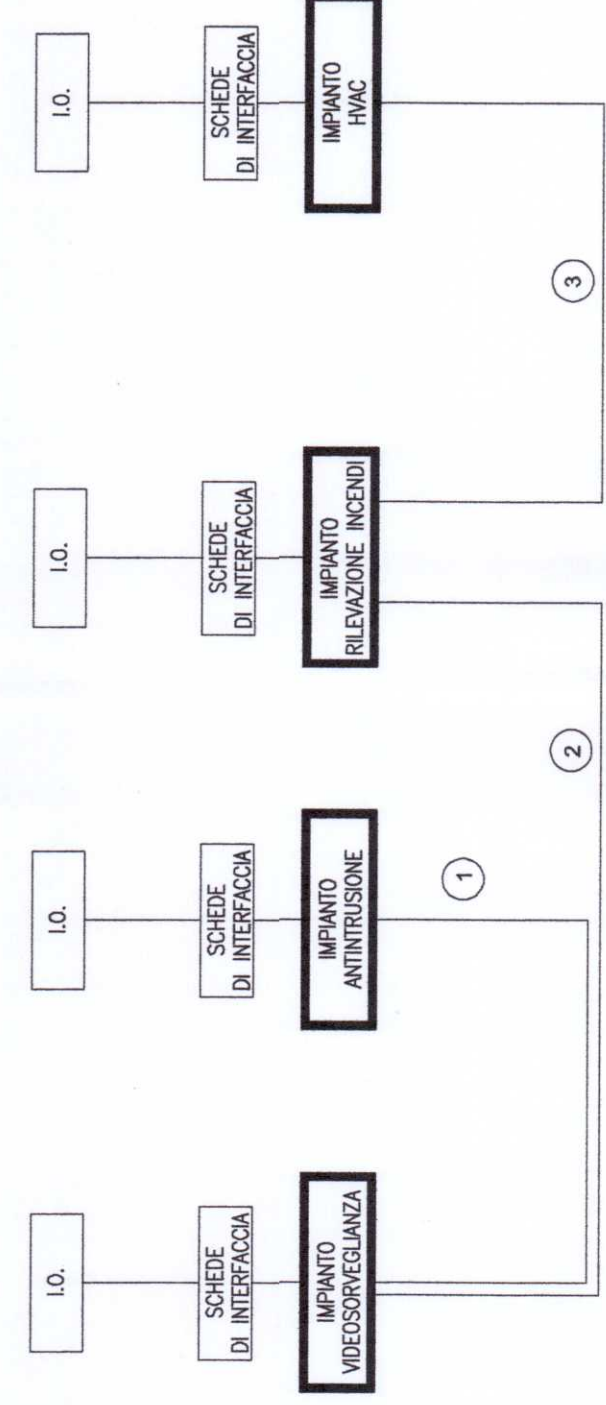 I.O.
I.O.
I.O.
I.O.
SCHEDE
DI INTERFACCIA
SCHEDE
DI INTERFACCIA
SCHEDE
DI INTERFACCIA
SCHEDE
DI INTERFACCIA
IMPIANTO
VIDEOSORVEGLIANZA
IMPIANTO
ANTINTRUSIONE
IMPIANTO
RILEVAZIONE INCENDI
IMPIANTO
HVAC
1
2
3